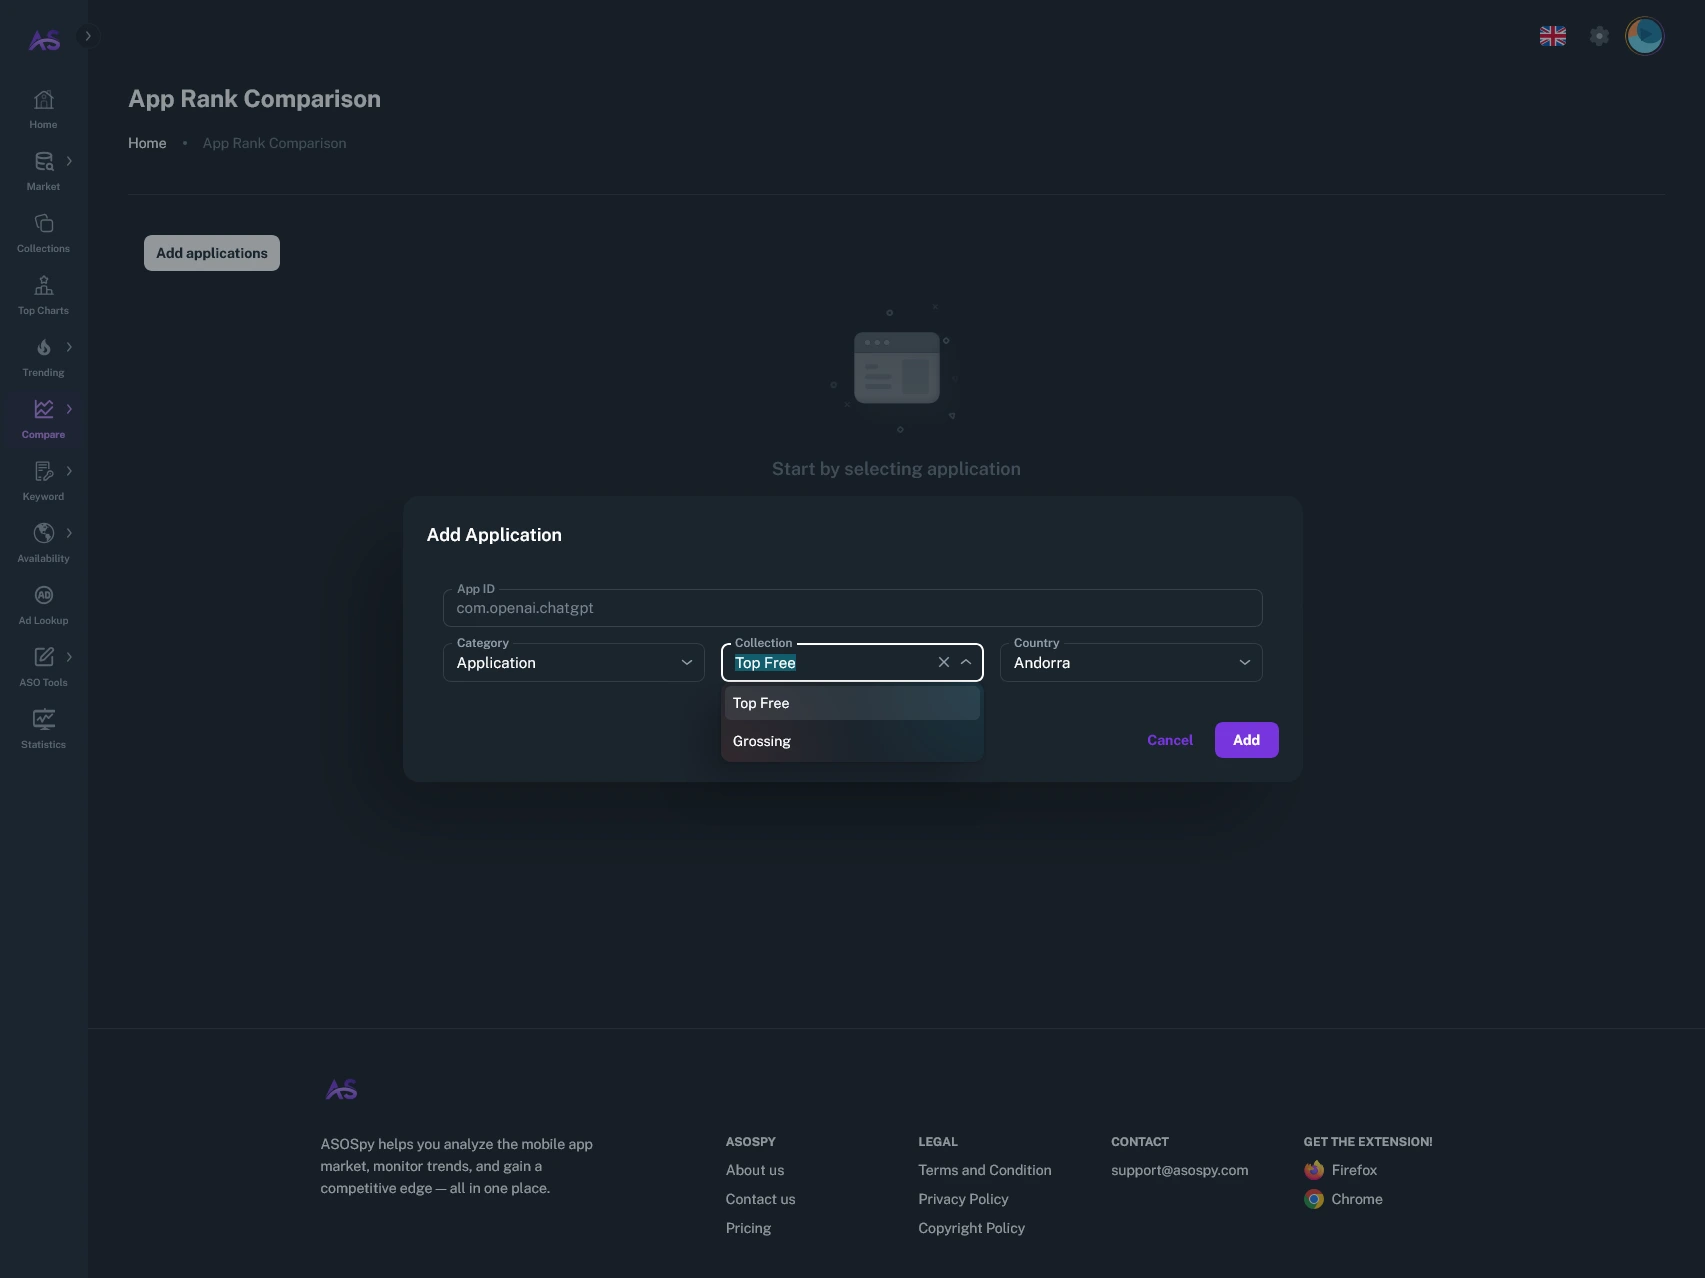 AS
Home
Market
Collections
Top Charts
Trending
Compare
Keyword
Availability
AD
Ad Lookup
ASO Tools
Statistics
App Rank Comparison
Home • App Rank Comparison
Add applications
Start by selecting application
Add Application
App ID
com.openai.chatgpt
Category
Application
Collection
Top Free
Country
Andorra
Top Free
Grossing
Cancel
Add
AS
ASOSpy helps you analyze the mobile app
market, monitor trends, and gain a
competitive edge — all in one place.
ASOSPY
About us
Contact us
Pricing
LEGAL
Terms and Condition
Privacy Policy
Copyright Policy
CONTACT
support@asospy.com
GET THE EXTENSION!
Firefox
Chrome